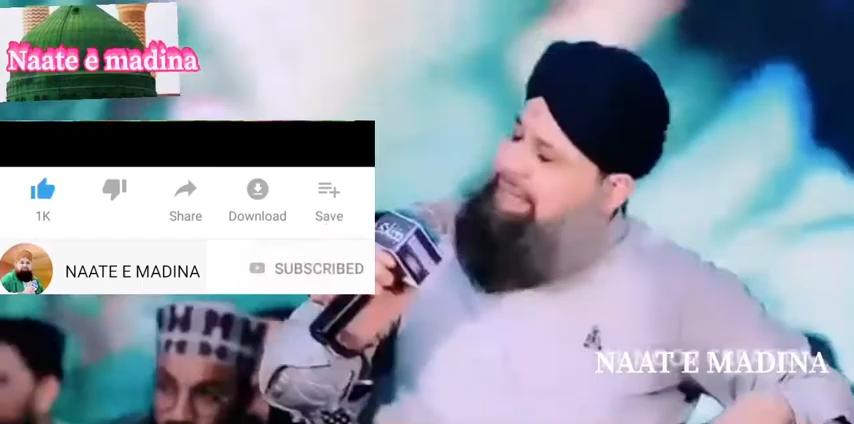 Naate e madina
1K
Share
Download
Save
NAATE E MADINA
SUBSCRIBED
NAAT E MADINA